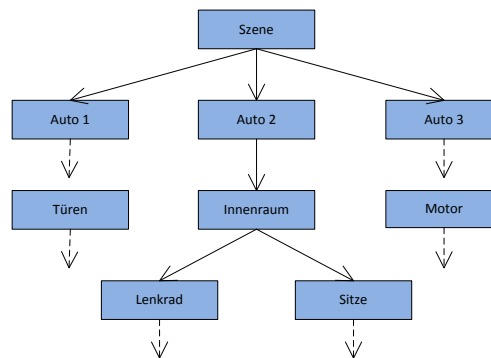 Szene
Auto 1
Auto 2
Auto 3
Türen
Innenraum
Motor
Lenkrad
Sitze